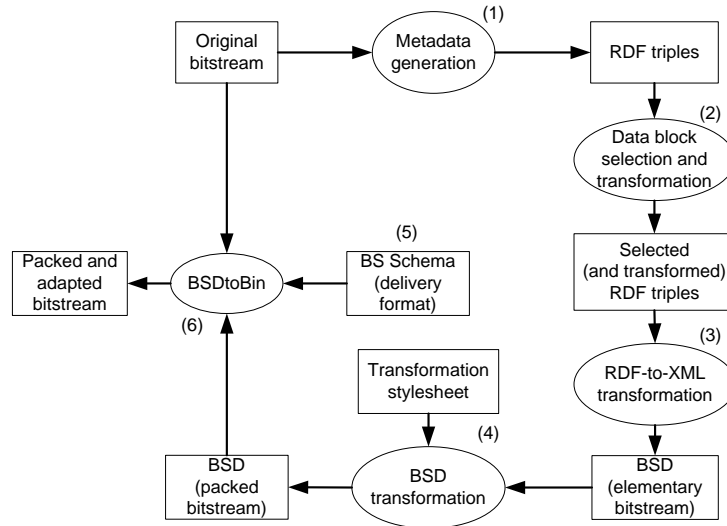 (1)
Original
bitstream
Metadata
generation
RDF triples
(2)
Data block
selection and
transformation
(5)
Packed and
adapted bitstream
BSDtoBin
(6)
BS Schema
(delivery
format)
Selected
(and transformed)
RDF triples
(3)
Transformation
stylesheet
RDF-to-XML
transformation
(4)
BSD
(packed
bitstream)
BSD
transformation
BSD
(elementary
bitstream)